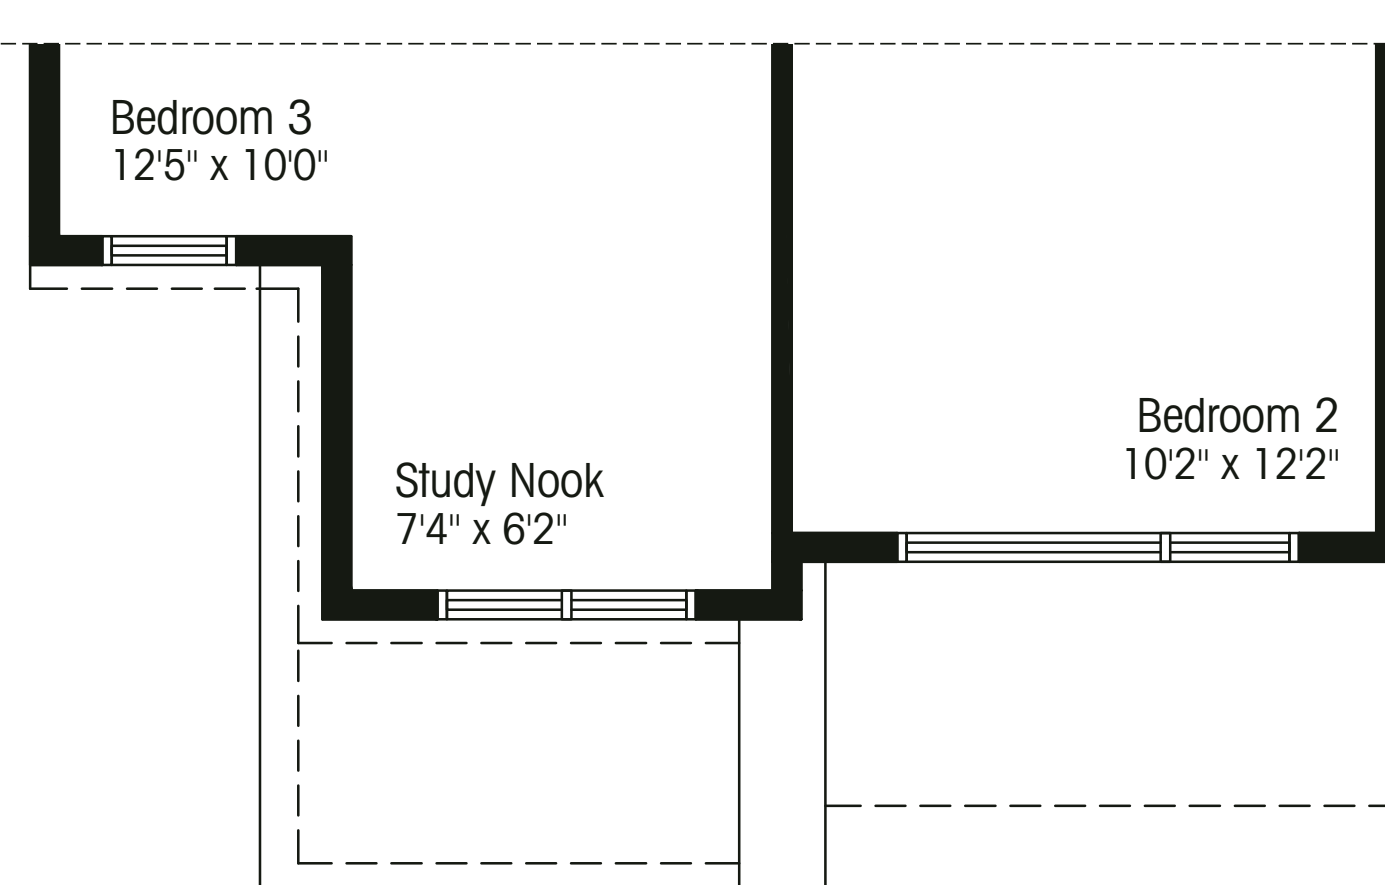 Bedroom 3
12'5" x 10'0"
Study Nook
7'4" x 6'2"
Bedroom 2
10'2" x 12'2"